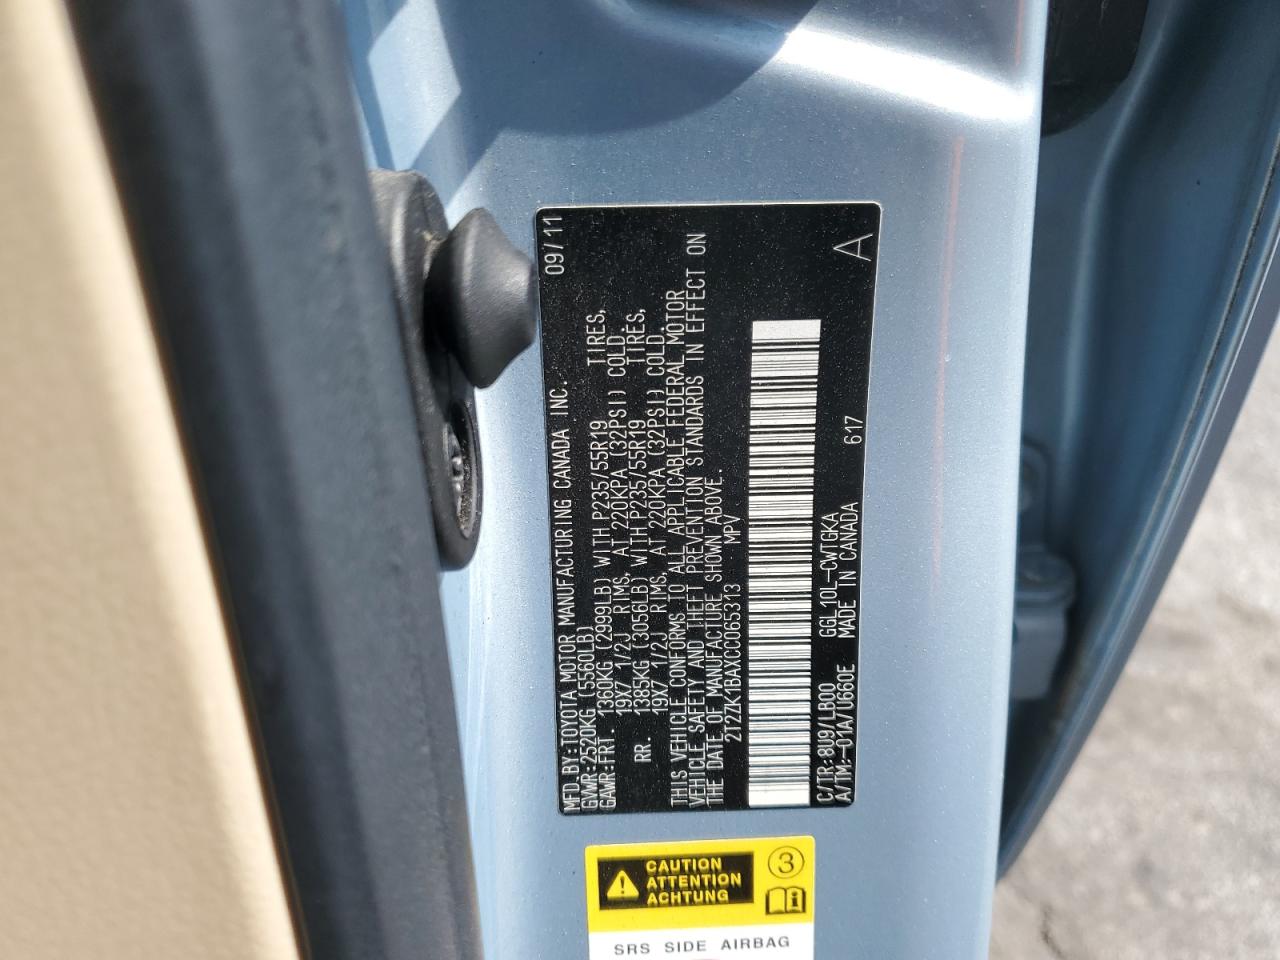 MFD.BY:TOYOTA MOTOR MANUFACTURING CANADA INC. 09/11
GVWR:2520KG (5560LB)
GAWR:FRT. 1360KG (2999LB) WITH P235/55R19 TIRES,
19X7 1/2J RIMS, AT 220KPA (32PSI) COLD.
RR. 1385KG (3056LB) WITH P235/55R19 TIRES,
19X7 1/2J RIMS, AT 220KPA (32PSI) COLD.
THIS VEHICLE CONFORMS TO ALL APPLICABLE FEDERAL MOTOR
VEHICLE SAFETY AND THEFT PREVENTION STANDARDS IN EFFECT ON
THE DATE OF MANUFACTURE SHOWN ABOVE.
2T2ZK1BAXCC065313 MPV
C/TR:8U9/LB00 GGL10L-CWTGKA
A/TM:-01A/U660E MADE IN CANADA 617 A
CAUTION
ATTENTION
ACHTUNG
3
SRS SIDE AIRBAG